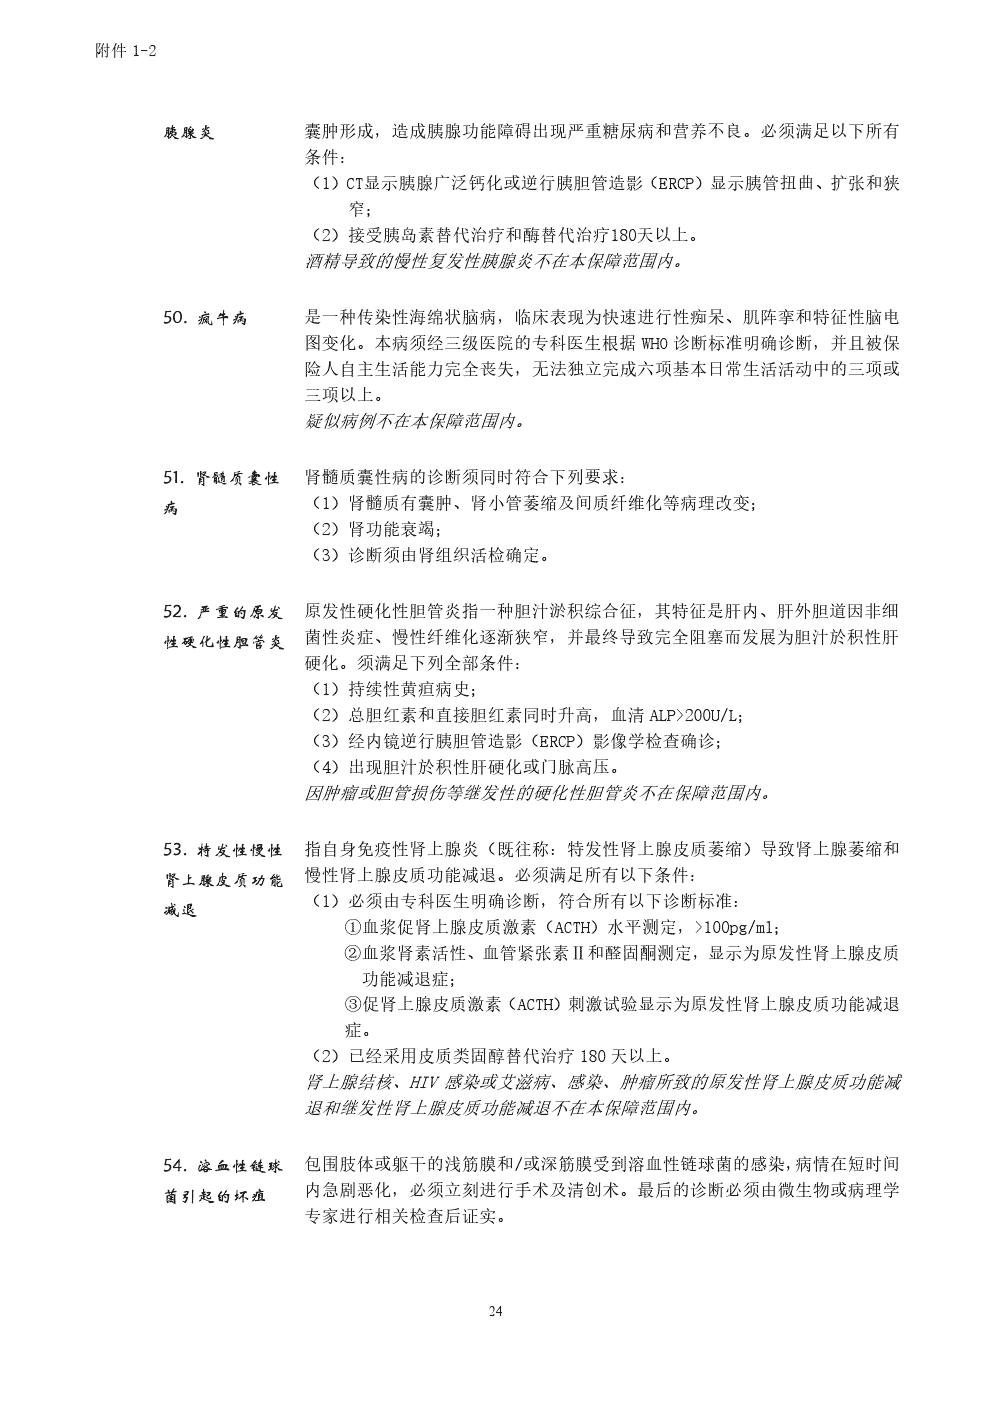 附件 1-2
胰腺炎 囊肿形成，造成胰腺功能障碍出现严重糖尿病和营养不良。必须满足以下所有
条件：
（1）CT显示胰腺广泛钙化或逆行胰胆管造影（ERCP）显示胰管扭曲、扩张和狭
窄；
（2）接受胰岛素替代治疗和酶替代治疗180天以上。
酒精导致的慢性复发性胰腺炎不在本保障范围内。
50. 疯牛病 是一种传染性海绵状脑病，临床表现为快速进行性痴呆、肌阵挛和特征性脑电
图变化。本病须经三级医院的专科医生根据 WHO 诊断标准明确诊断，并且被保
险人自主生活能力完全丧失，无法独立完成六项基本日常生活活动中的三项或
三项以上。
疑似病例不在本保障范围内。
51. 肾髓质囊性 肾髓质囊性病的诊断须同时符合下列要求：
病 （1）肾髓质有囊肿、肾小管萎缩及间质纤维化等病理改变；
（2）肾功能衰竭；
（3）诊断须由肾组织活检确定。
52. 严重的原发 原发性硬化性胆管炎指一种胆汁淤积综合征，其特征是肝内、肝外胆道因非细
性硬化性胆管炎 菌性炎症、慢性纤维化逐渐狭窄，并最终导致完全阻塞而发展为胆汁於积性肝
硬化。须满足下列全部条件：
（1）持续性黄疸病史；
（2）总胆红素和直接胆红素同时升高，血清 ALP>200U/L；
（3）经内镜逆行胰胆管造影（ERCP）影像学检查确诊；
（4）出现胆汁於积性肝硬化或门脉高压。
因肿瘤或胆管损伤等继发性的硬化性胆管炎不在保障范围内。
53. 特发性慢性 指自身免疫性肾上腺炎（既往称：特发性肾上腺皮质萎缩）导致肾上腺萎缩和
肾上腺皮质功能 慢性肾上腺皮质功能减退。必须满足所有以下条件：
减退 （1）必须由专科医生明确诊断，符合所有以下诊断标准：
①血浆促肾上腺皮质激素（ACTH）水平测定，>100pg/ml；
②血浆肾素活性、血管紧张素Ⅱ和醛固酮测定，显示为原发性肾上腺皮质
功能减退症；
③促肾上腺皮质激素（ACTH）刺激试验显示为原发性肾上腺皮质功能减退
症。
（2）已经采用皮质类固醇替代治疗 180 天以上。
肾上腺结核、HIV 感染或艾滋病、感染、肿瘤所致的原发性肾上腺皮质功能减
退和继发性肾上腺皮质功能减退不在本保障范围内。
54. 溶血性链球 包围肢体或躯干的浅筋膜和/或深筋膜受到溶血性链球菌的感染，病情在短时间
菌引起的坏疽 内急剧恶化，必须立刻进行手术及清创术。最后的诊断必须由微生物或病理学
专家进行相关检查后证实。
24